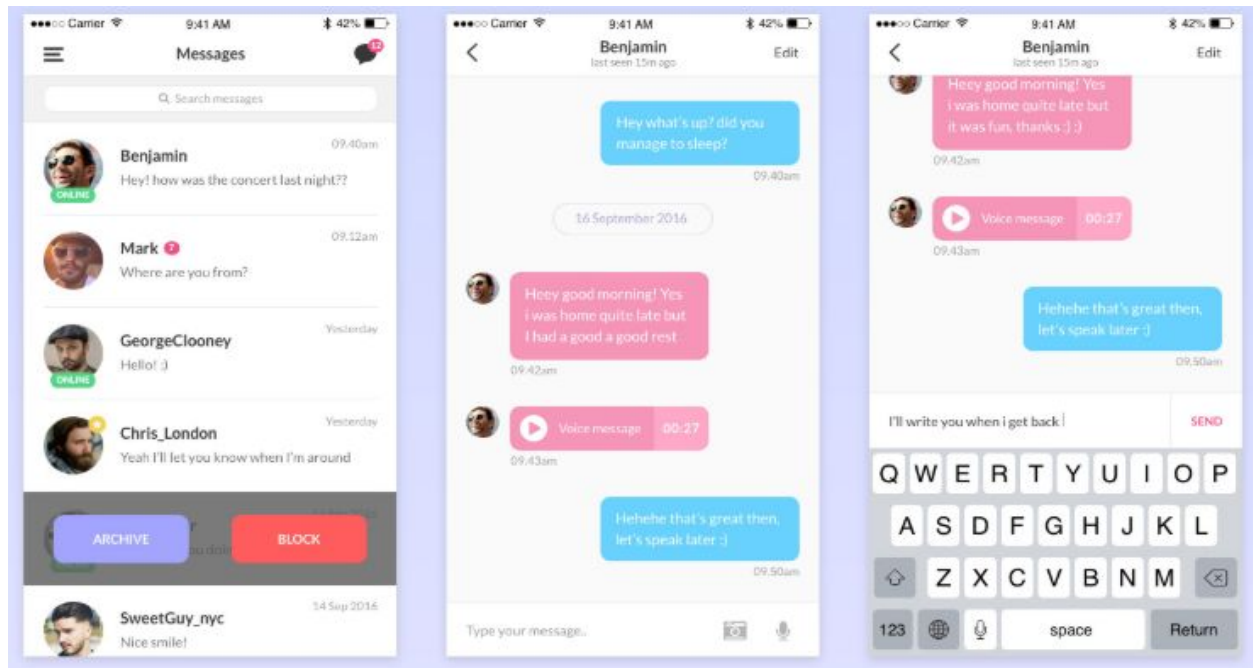 Carrier
9:41 AM
42%
Messages
12
Search messages
Benjamin
09.40am
Hey! how was the concert last night??
ONLINE
Mark 7
09.12am
Where are you from?
GeorgeClooney
Yesterday
Hello! :)
ONLINE
Chris_London
Yesterday
Yeah I'll let you know when I'm around
ARCHIVE
BLOCK
SweetGuy_nyc
14 Sep 2016
Nice smile!
Carrier
9:41 AM
42%
Benjamin
last seen 15m ago
Edit
Hey what's up? did you
manage to sleep?
09.40am
16 September 2016
Heey good morning! Yes
i was home quite late but
I had a good a good rest
09.42am
Voice message 00:27
09.43am
Hehehe that's great then,
let's speak later :)
09.50am
Type your message..
Carrier
9:41 AM
42%
Benjamin
last seen 15m ago
Edit
Heey good morning! Yes
i was home quite late but
it was fun, thanks :) :)
09.42am
Voice message 00:27
09.43am
Hehehe that's great then,
let's speak later :)
09.50am
I'll write you when i get back
SEND
Q W E R T Y U I O P
A S D F G H J K L
Z X C V B N M
123 space Return